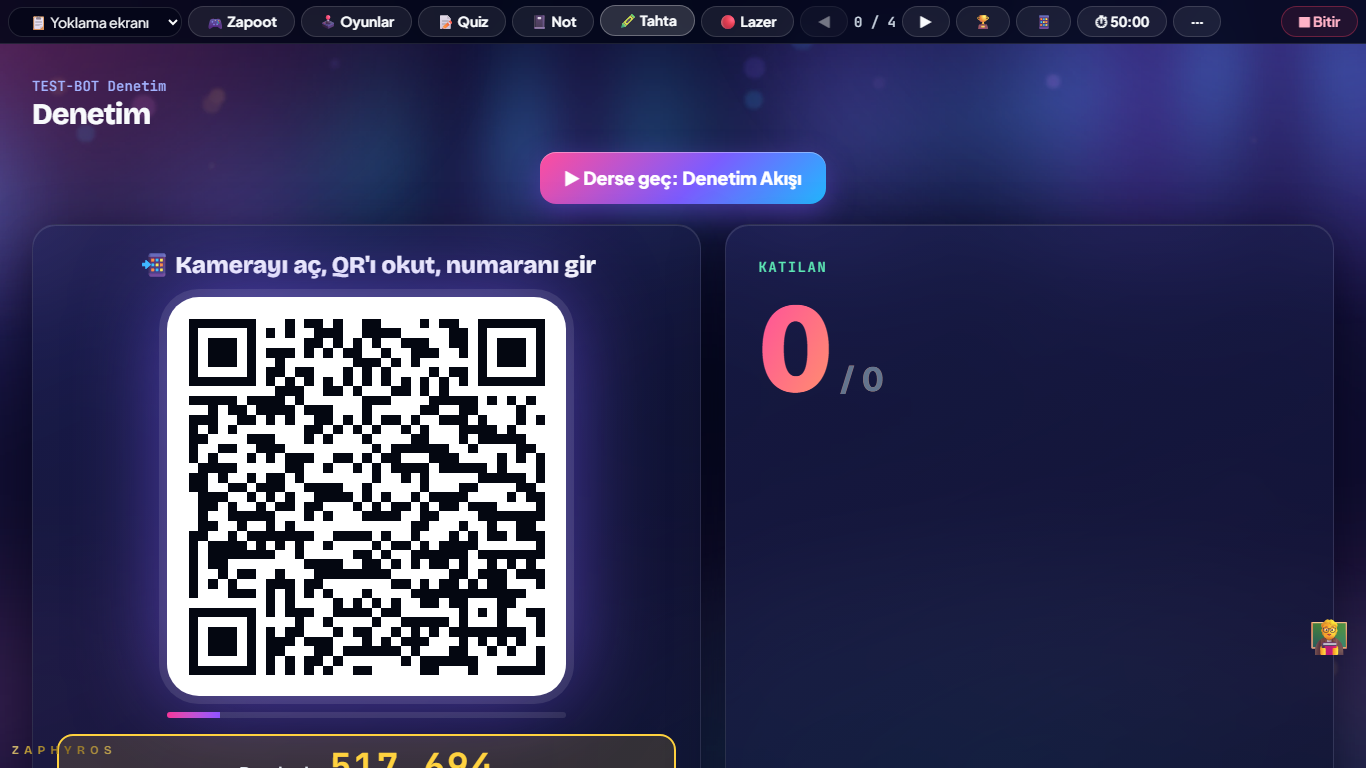 Yoklama ekranı
Zapoot
Oyunlar
Quiz
Not
Tahta
Lazer
0 / 4
50:00
Bitir
TEST-BOT Denetim
Denetim
Derse geç: Denetim Akışı
Kamerayı aç, QR'ı okut, numaranı gir
KATILAN
0 / 0
ZAPHYROS
517 694